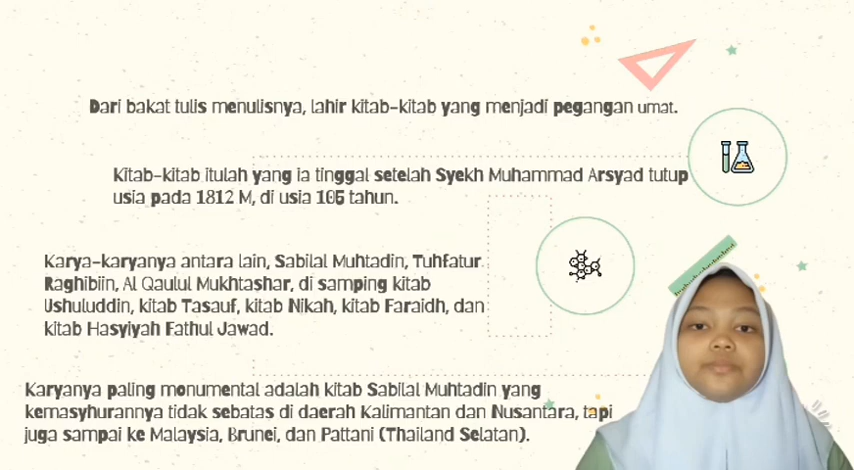 Dari bakat tulis menulisnya, lahir kitab-kitab yang menjadi pegangan umat.
Kitab-kitab itulah yang ia tinggal setelah Syekh Muhammad Arsyad tutup
usia pada 1812 M, di usia 105 tahun.
Karya-karyanya antara lain, Sabilal Muhtadin, Tuhfatur
Raghibiin, Al Qaulul Mukhtashar, di samping kitab
Ushuluddin, kitab Tasauf, kitab Nikah, kitab Faraidh, dan
kitab Hasyiyah Fathul Jawad.
Karyanya paling monumental adalah kitab Sabilal Muhtadin yang
kemasyhurannya tidak sebatas di daerah Kalimantan dan Nusantara, tapi
juga sampai ke Malaysia, Brunei, dan Pattani (Thailand Selatan).